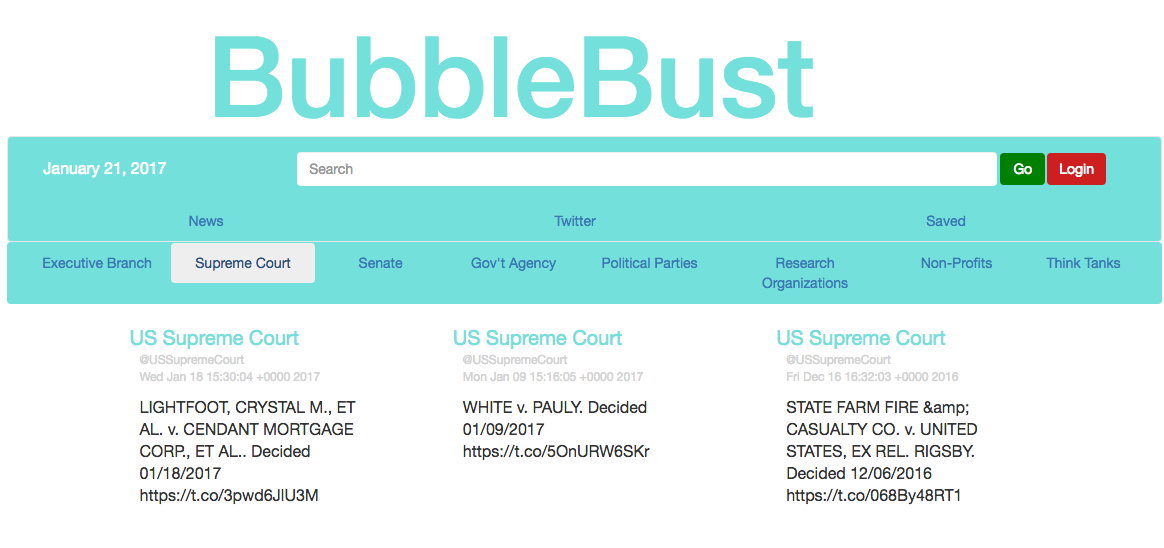 BubbleBust
January 21, 2017 Search Go Login
News Twitter Saved
Executive Branch Supreme Court Senate Gov't Agency Political Parties Research Organizations Non-Profits Think Tanks
US Supreme Court
@USSupremeCourt
Wed Jan 18 15:30:04 +0000 2017
LIGHTFOOT, CRYSTAL M., ET
AL. v. CENDANT MORTGAGE
CORP., ET AL.. Decided
01/18/2017
https://t.co/3pwd6JlU3M
US Supreme Court
@USSupremeCourt
Mon Jan 09 15:16:05 +0000 2017
WHITE v. PAULY. Decided
01/09/2017
https://t.co/5OnURW6SKr
US Supreme Court
@USSupremeCourt
Fri Dec 16 16:32:03 +0000 2016
STATE FARM FIRE &amp;
CASUALTY CO. v. UNITED
STATES, EX REL. RIGSBY.
Decided 12/06/2016
https://t.co/068By48RT1